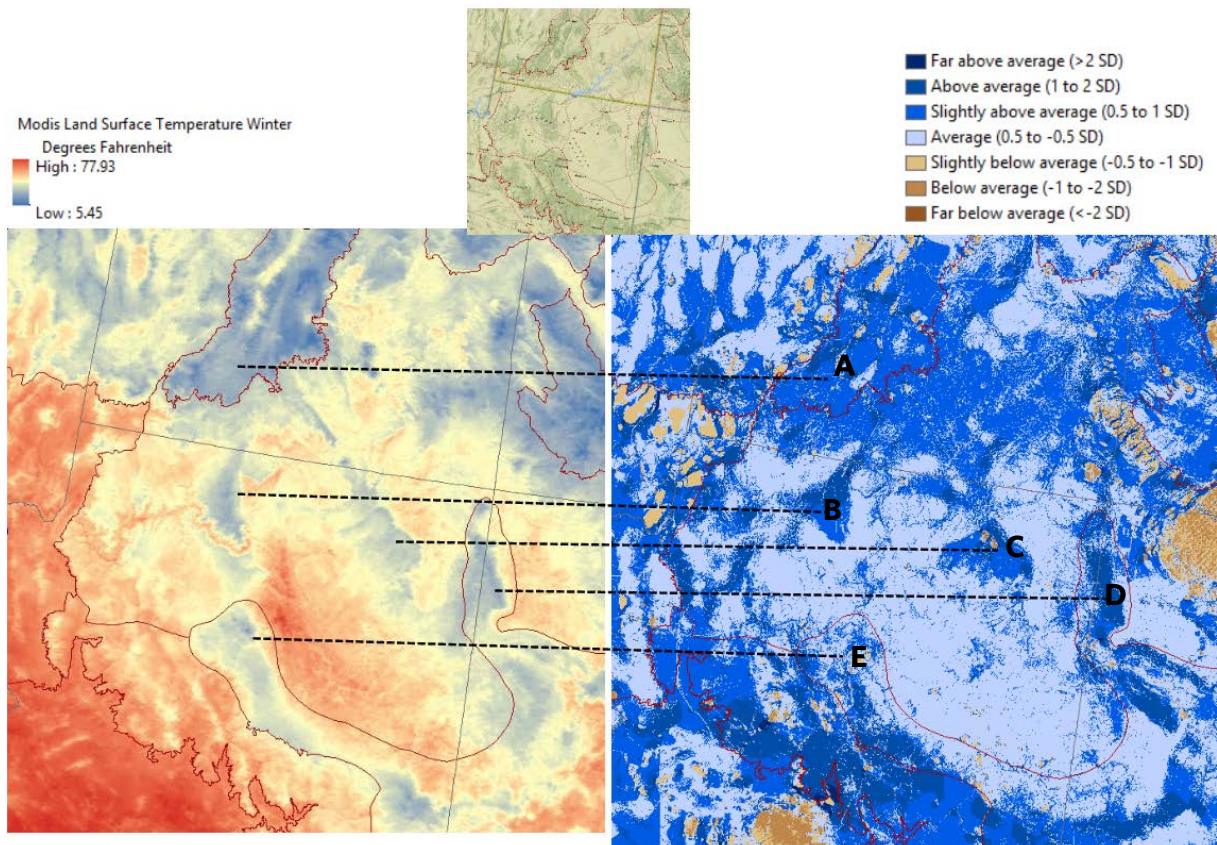 Modis Land Surface Temperature Winter
Degrees Fahrenheit
High : 77.93
Low : 5.45
Far above average (>2 SD)
Above average (1 to 2 SD)
Slightly above average (0.5 to 1 SD)
Average (0.5 to -0.5 SD)
Slightly below average (-0.5 to -1 SD)
Below average (-1 to -2 SD)
Far below average (<-2 SD)
A
B
C
D
E